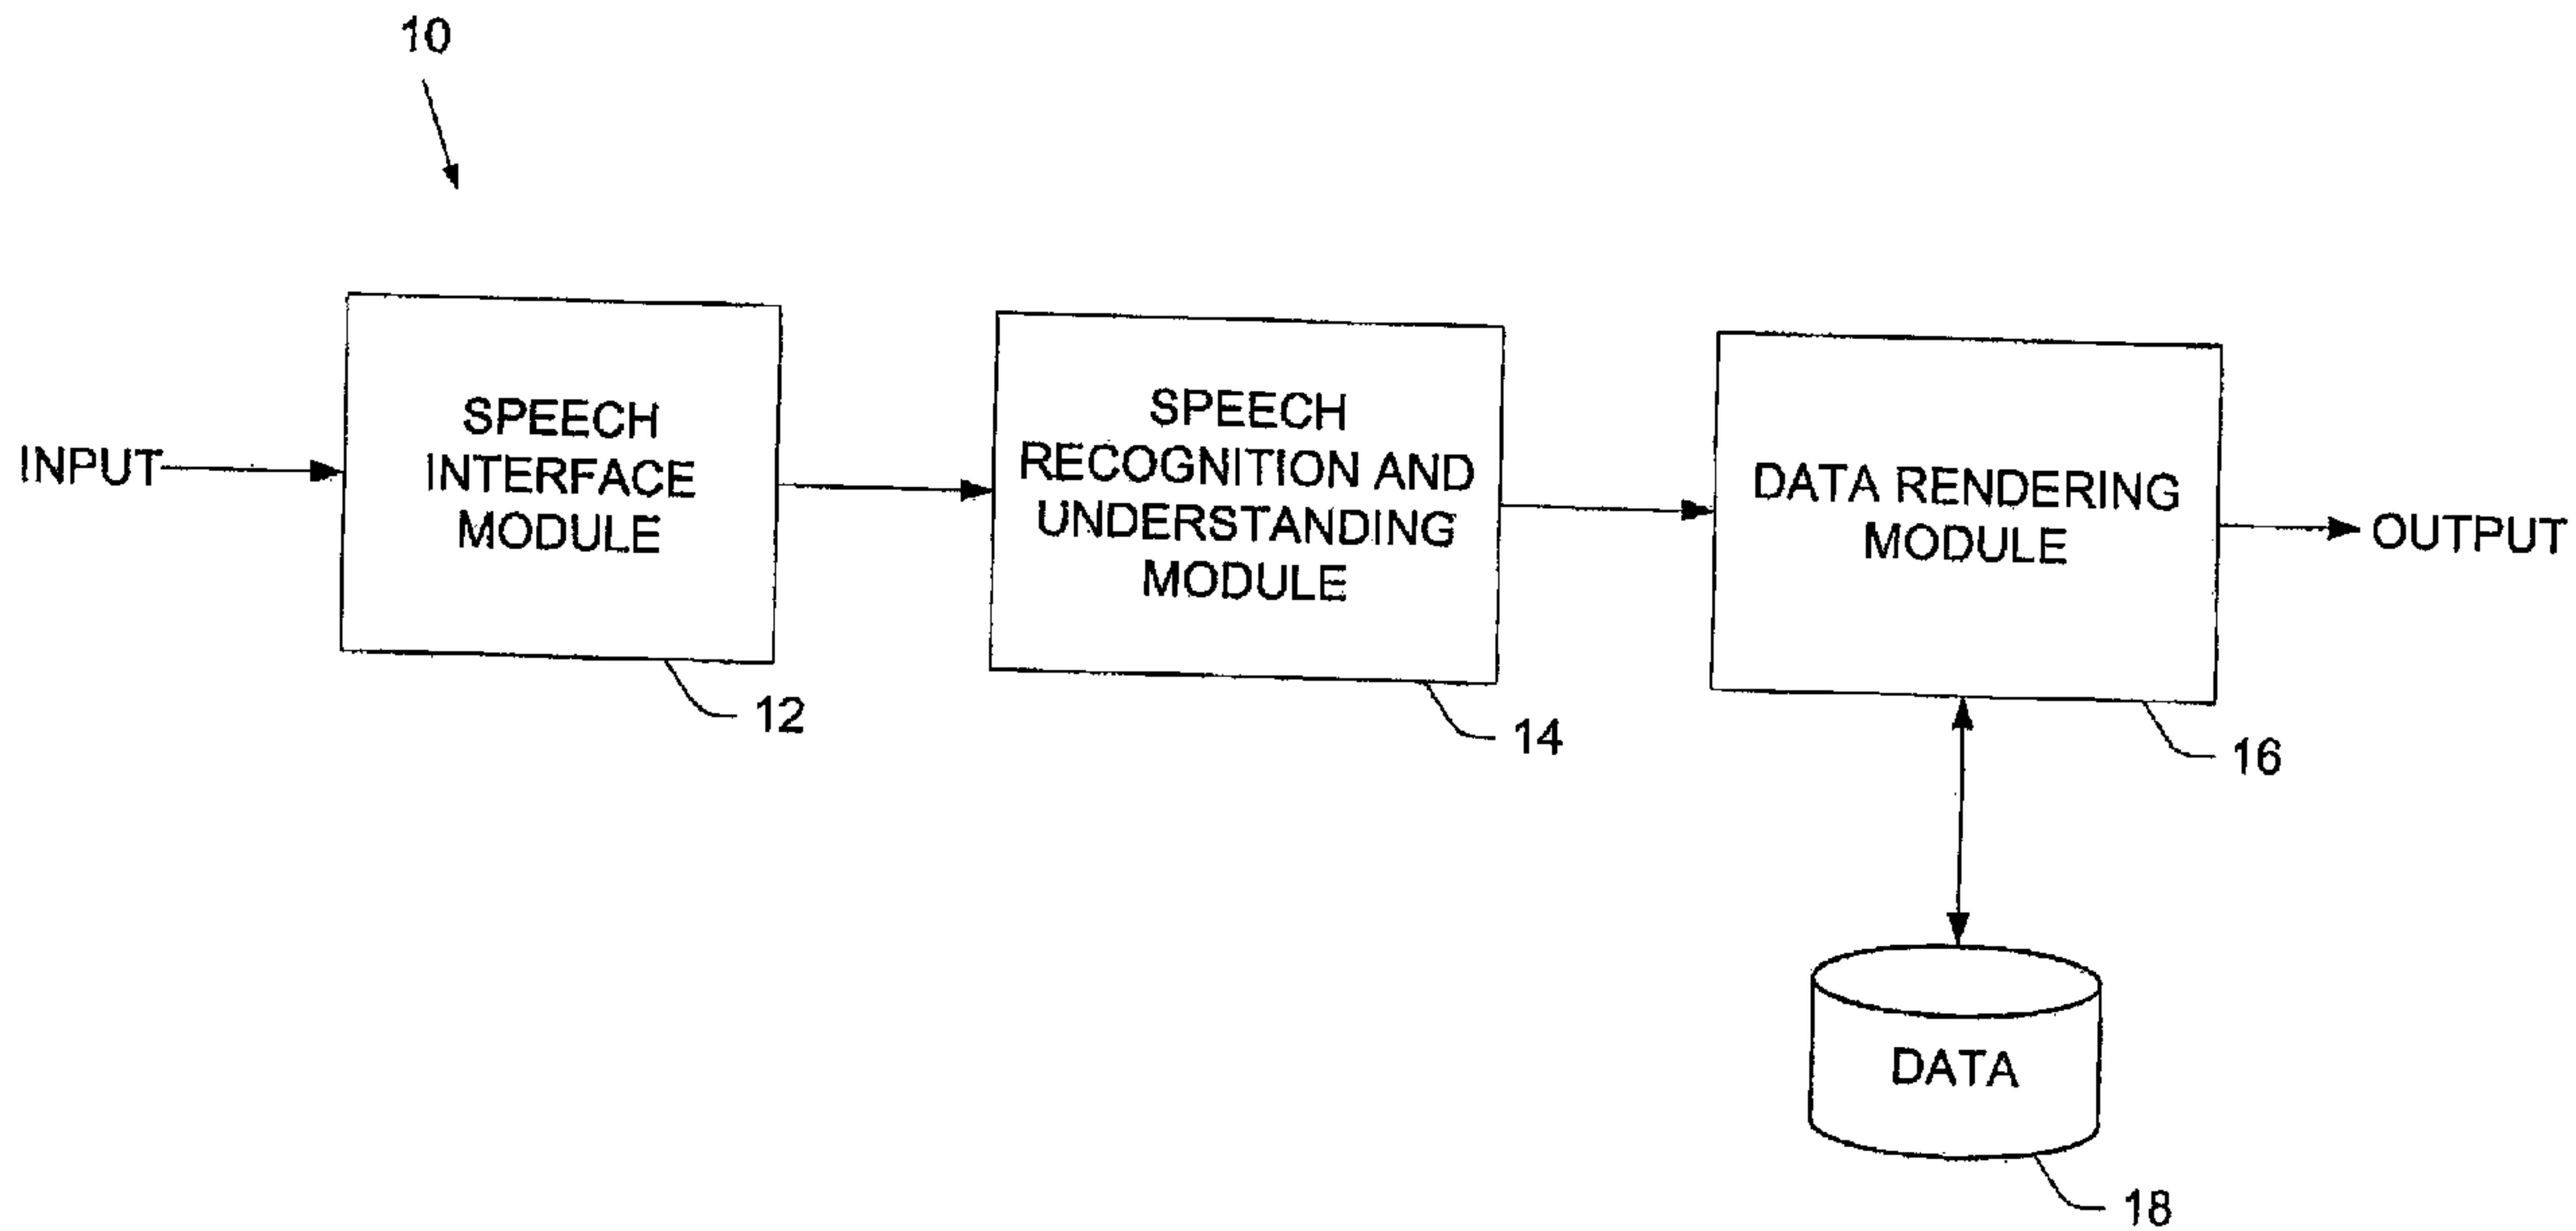 10
INPUT
SPEECH
INTERFACE
MODULE
12
SPEECH
RECOGNITION AND
UNDERSTANDING
MODULE
14
DATA RENDERING
MODULE
16
OUTPUT
DATA
18